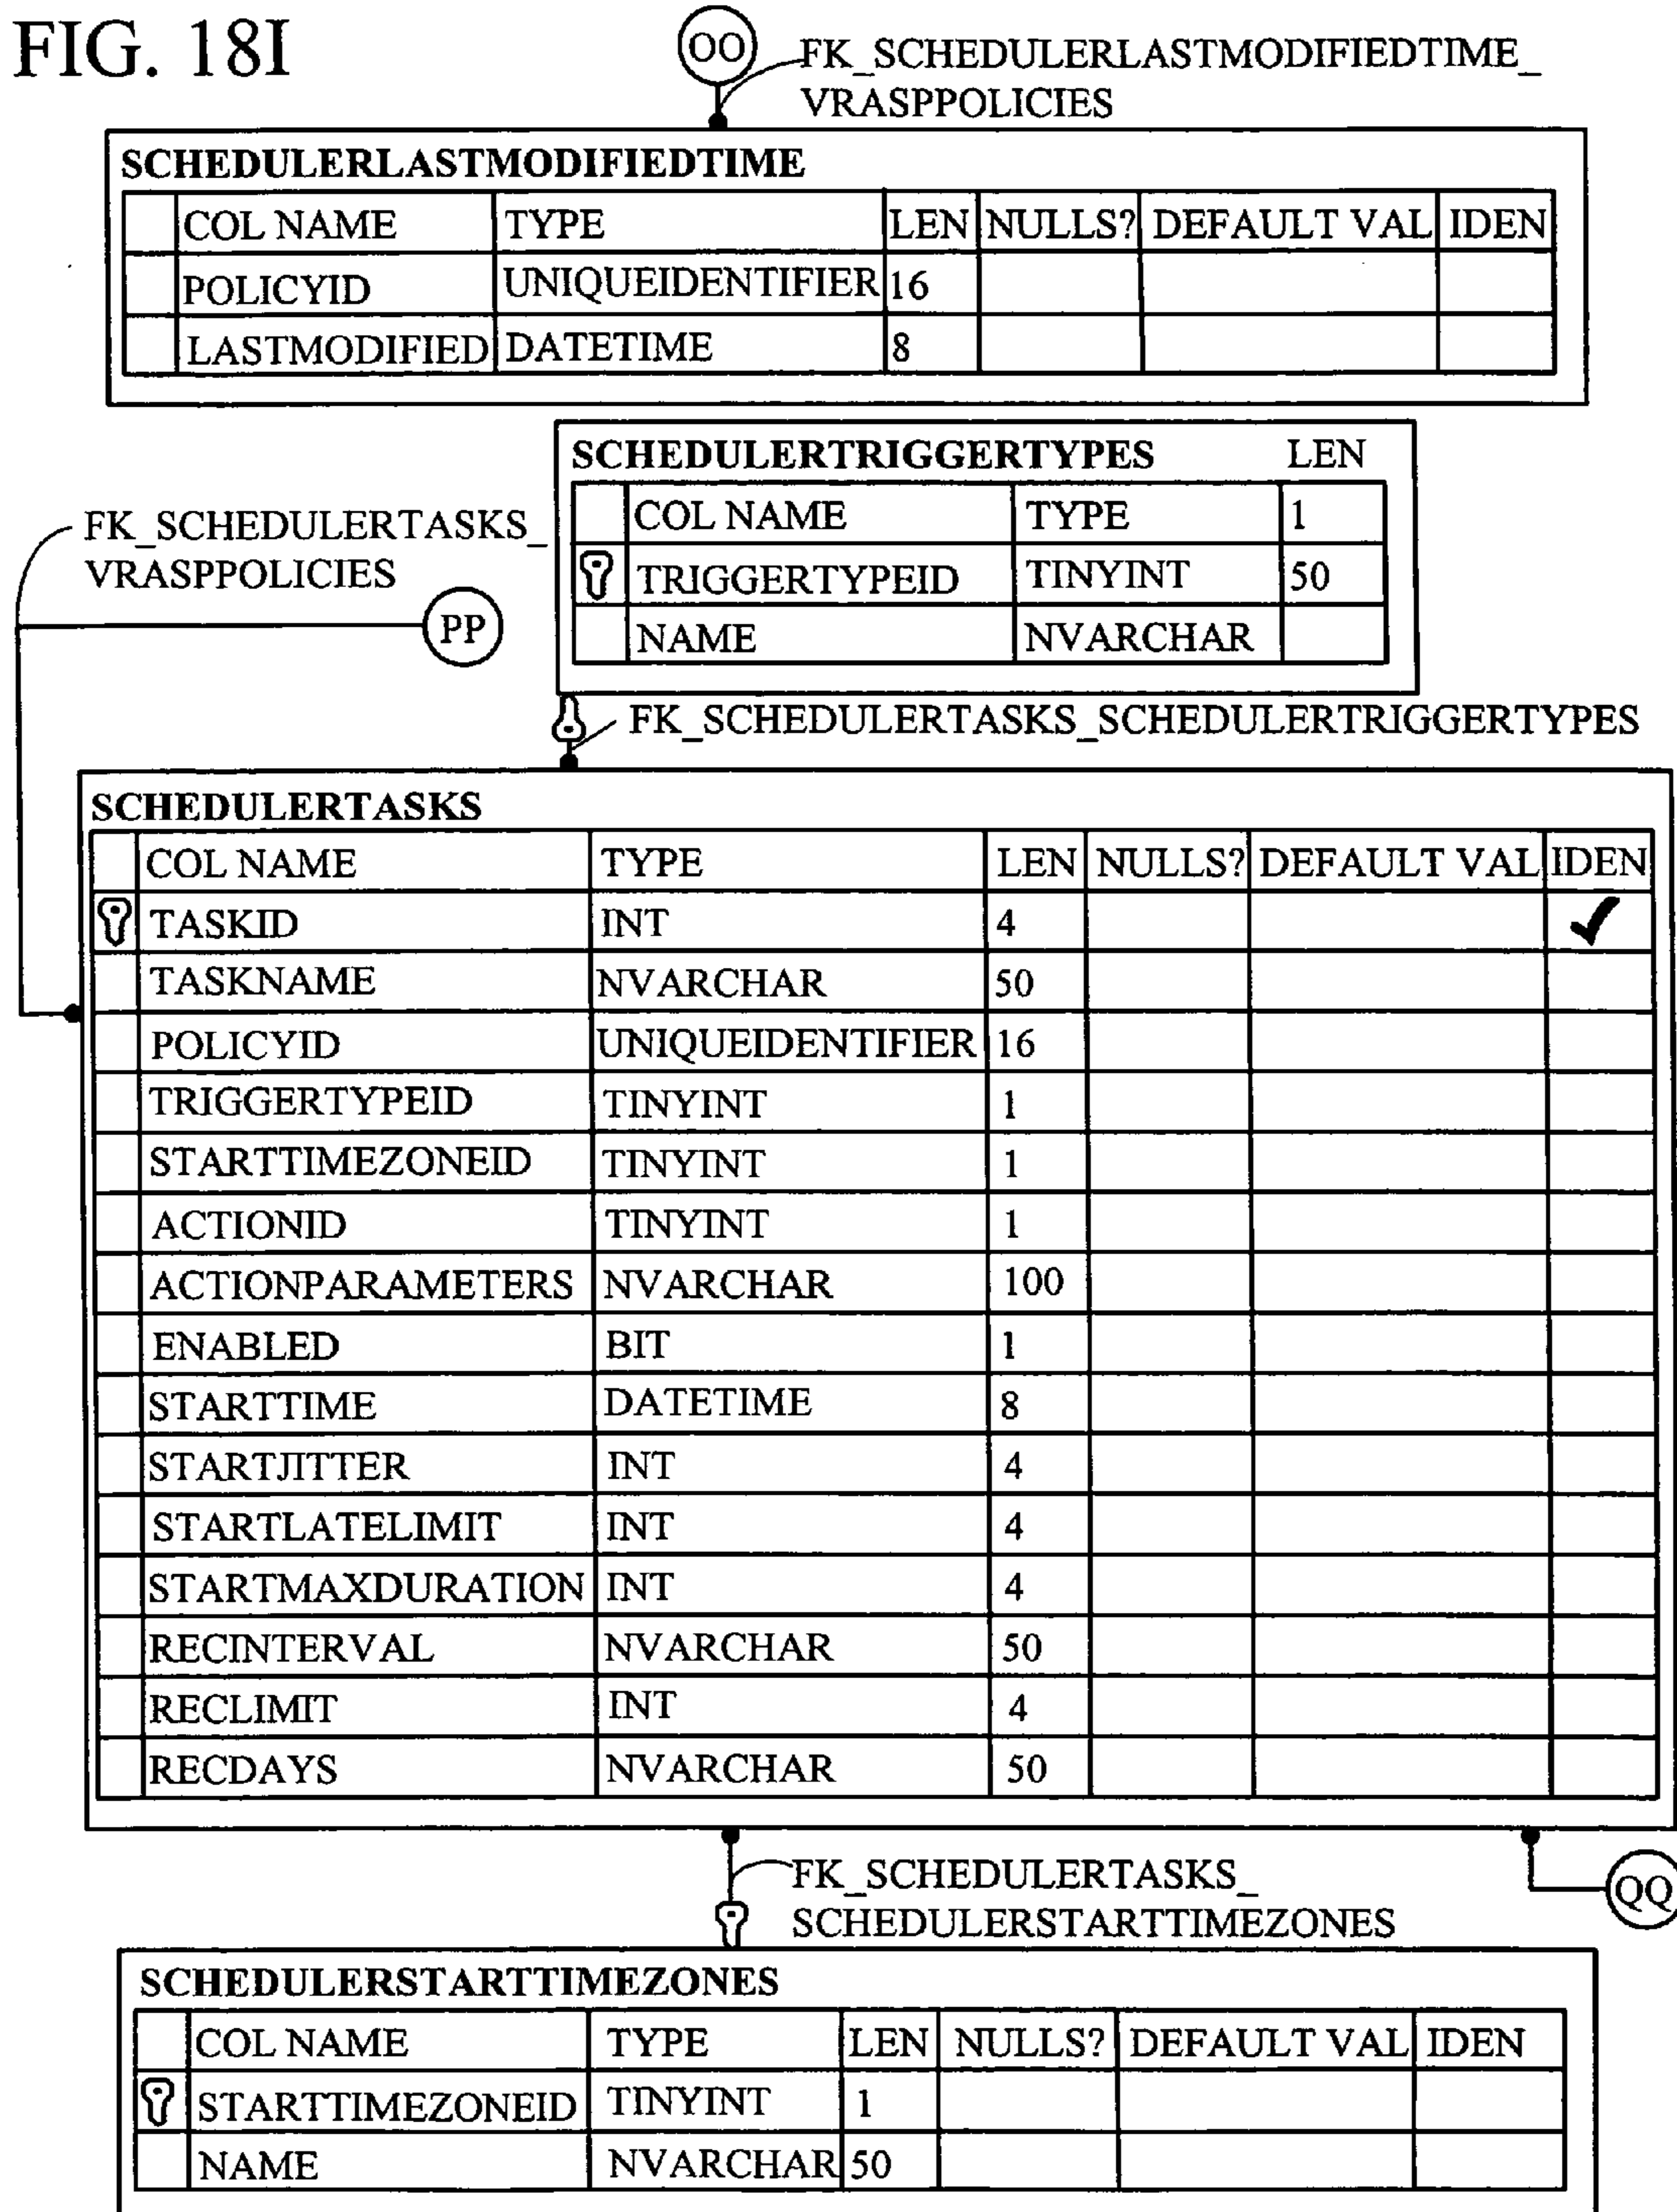 FIG. 18I
OO
FK_SCHEDULERLASTMODIFIEDTIME_
VRASPPOLICIES
SCHEDULERLASTMODIFIEDTIME
COL NAME TYPE LEN NULLS? DEFAULT VAL IDEN
POLICYID UNIQUEIDENTIFIER 16
LASTMODIFIED DATETIME 8
SCHEDULERTRIGGERTYPES LEN
COL NAME TYPE 1
TRIGGERTYPEID TINYINT 50
NAME NVARCHAR
FK_SCHEDULERTASKS_
VRASPPOLICIES
PP
FK_SCHEDULERTASKS_SCHEDULERTRIGGERTYPES
SCHEDULERTASKS
COL NAME TYPE LEN NULLS? DEFAULT VAL IDEN
TASKID INT 4 ✓
TASKNAME NVARCHAR 50
POLICYID UNIQUEIDENTIFIER 16
TRIGGERTYPEID TINYINT 1
STARTTIMEZONEID TINYINT 1
ACTIONID TINYINT 1
ACTIONPARAMETERS NVARCHAR 100
ENABLED BIT 1
STARTTIME DATETIME 8
STARTJITTER INT 4
STARTLATELIMIT INT 4
STARTMAXDURATION INT 4
RECINTERVAL NVARCHAR 50
RECLIMIT INT 4
RECDAYS NVARCHAR 50
FK_SCHEDULERTASKS_
SCHEDULERSTARTTIMEZONES
QQ
SCHEDULERSTARTTIMEZONES
COL NAME TYPE LEN NULLS? DEFAULT VAL IDEN
STARTTIMEZONEID TINYINT 1
NAME NVARCHAR 50